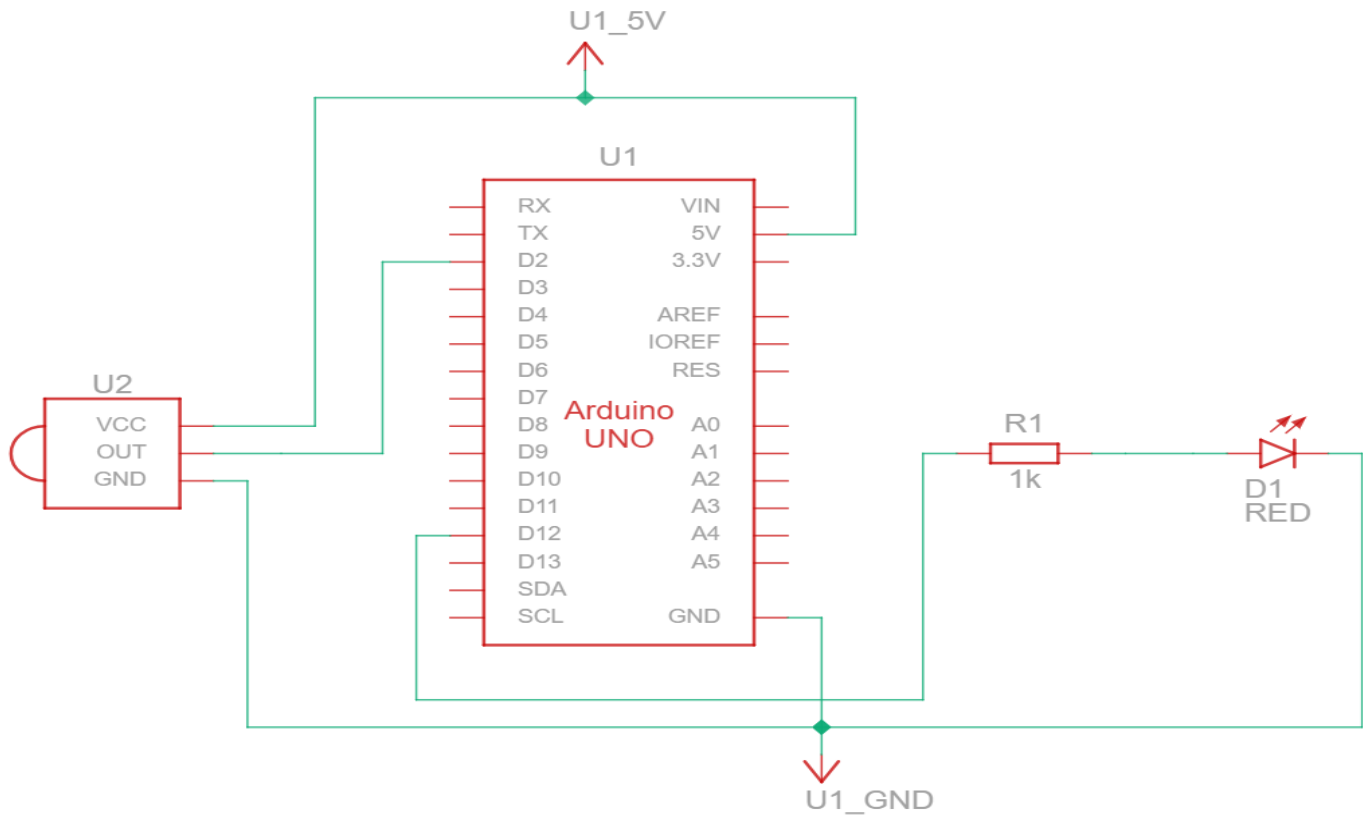 U1_5V
U1
RX VIN
TX 5V
D2 3.3V
D3
D4 AREF
D5 IOREF
D6 RES
D7
Arduino
UNO
D8 A0
D9 A1
D10 A2
D11 A3
D12 A4
D13 A5
SDA
SCL GND
U2
VCC
OUT
GND
R1
1k
D1
RED
U1_GND